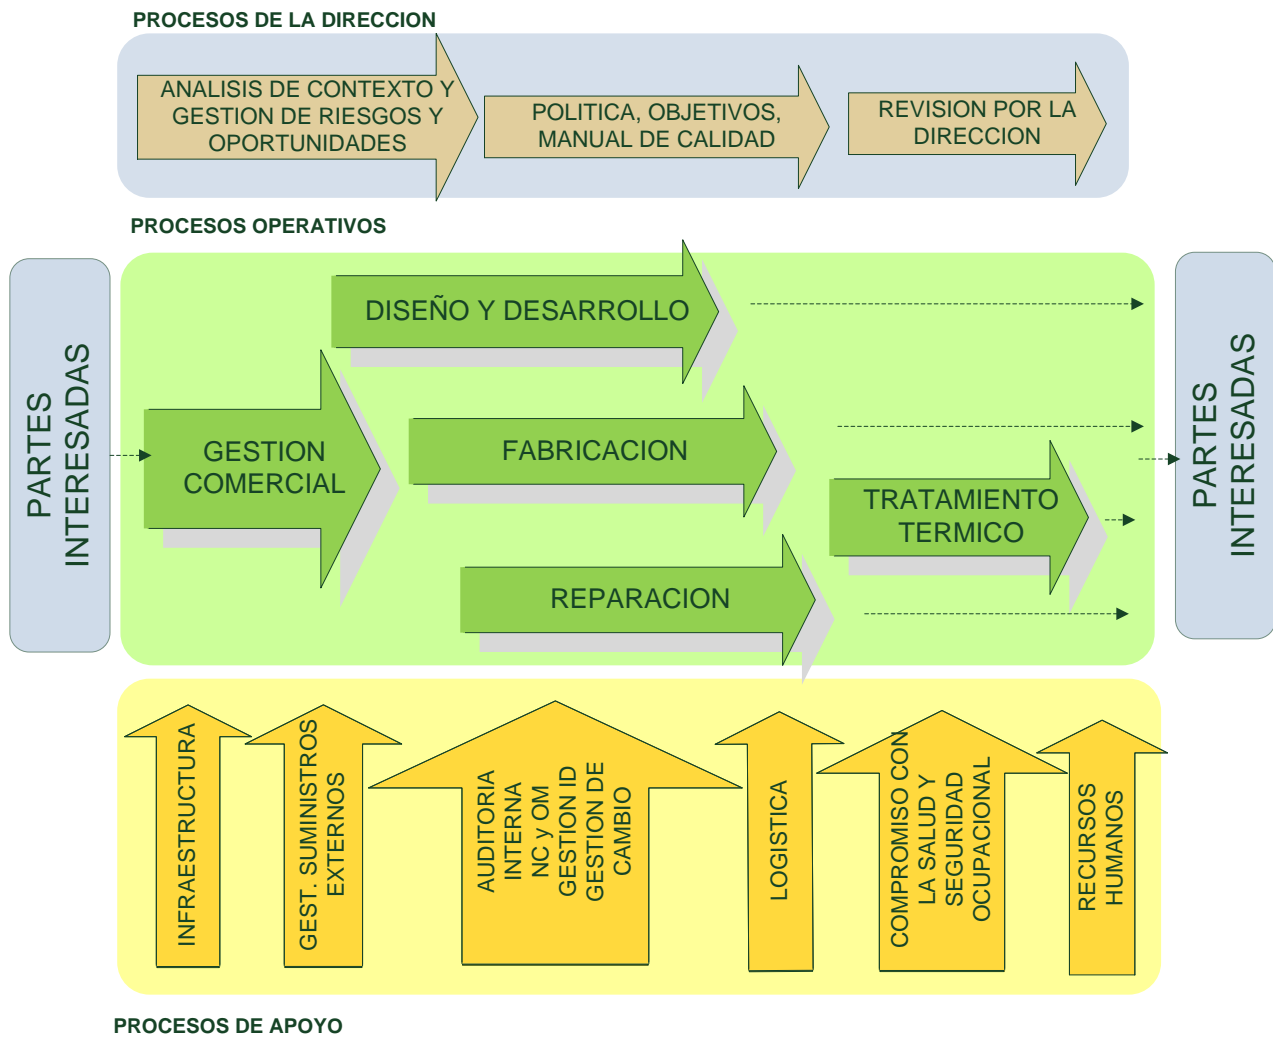 PROCESOS DE LA DIRECCION
ANALISIS DE CONTEXTO Y
GESTION DE RIESGOS Y
OPORTUNIDADES
POLITICA, OBJETIVOS,
MANUAL DE CALIDAD
REVISION POR LA
DIRECCION
PROCESOS OPERATIVOS
PARTES
INTERESADAS
GESTION
COMERCIAL
DISEÑO Y DESARROLLO
FABRICACION
REPARACION
TRATAMIENTO
TERMICO
PARTES
INTERESADAS
INFRAESTRUCTURA
GEST. SUMINISTROS
EXTERNOS
AUDITORIA
INTERNA
NC y OM
GESTION ID
GESTION DE
CAMBIO
LOGISTICA
COMPROMISO CON
LA SALUD Y
SEGURIDAD
OCUPACIONAL
RECURSOS
HUMANOS
PROCESOS DE APOYO